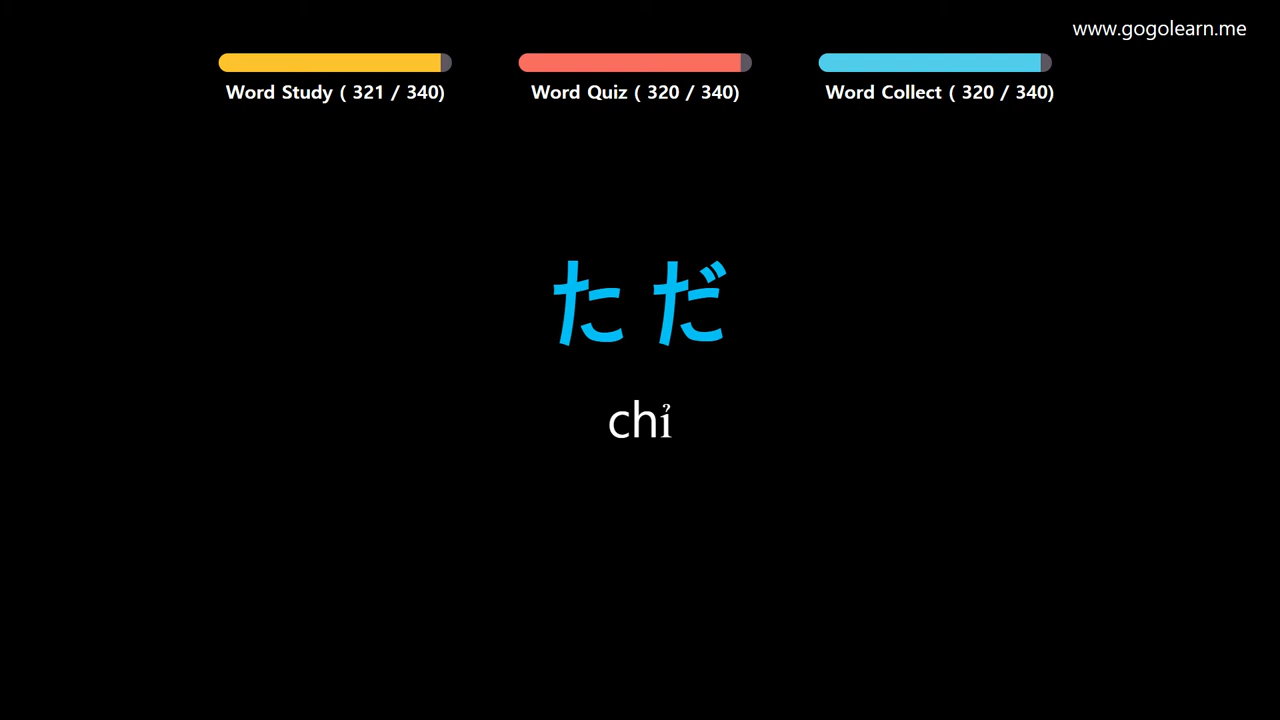 www.gogolearn.me
Word Study ( 321 / 340)
Word Quiz ( 320 / 340)
Word Collect ( 320 / 340)
ただ
chỉ